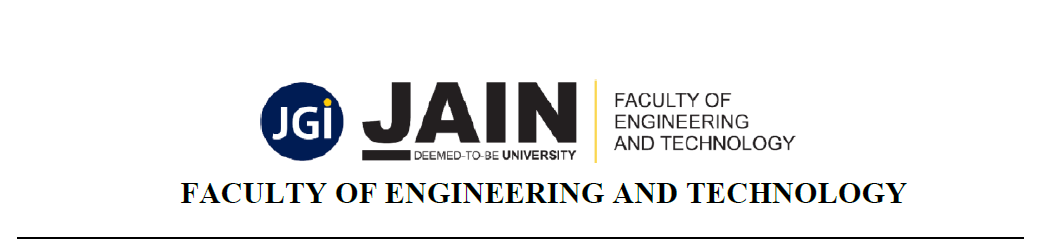 JGi
JAIN
DEEMED-TO-BE UNIVERSITY
FACULTY OF
ENGINEERING
AND TECHNOLOGY
FACULTY OF ENGINEERING AND TECHNOLOGY